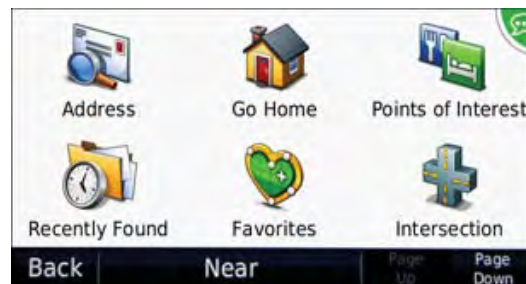 Address
Go Home
Points of Interest
Recently Found
Favorites
Intersection
Back
Near
Page
Up
Page
Down